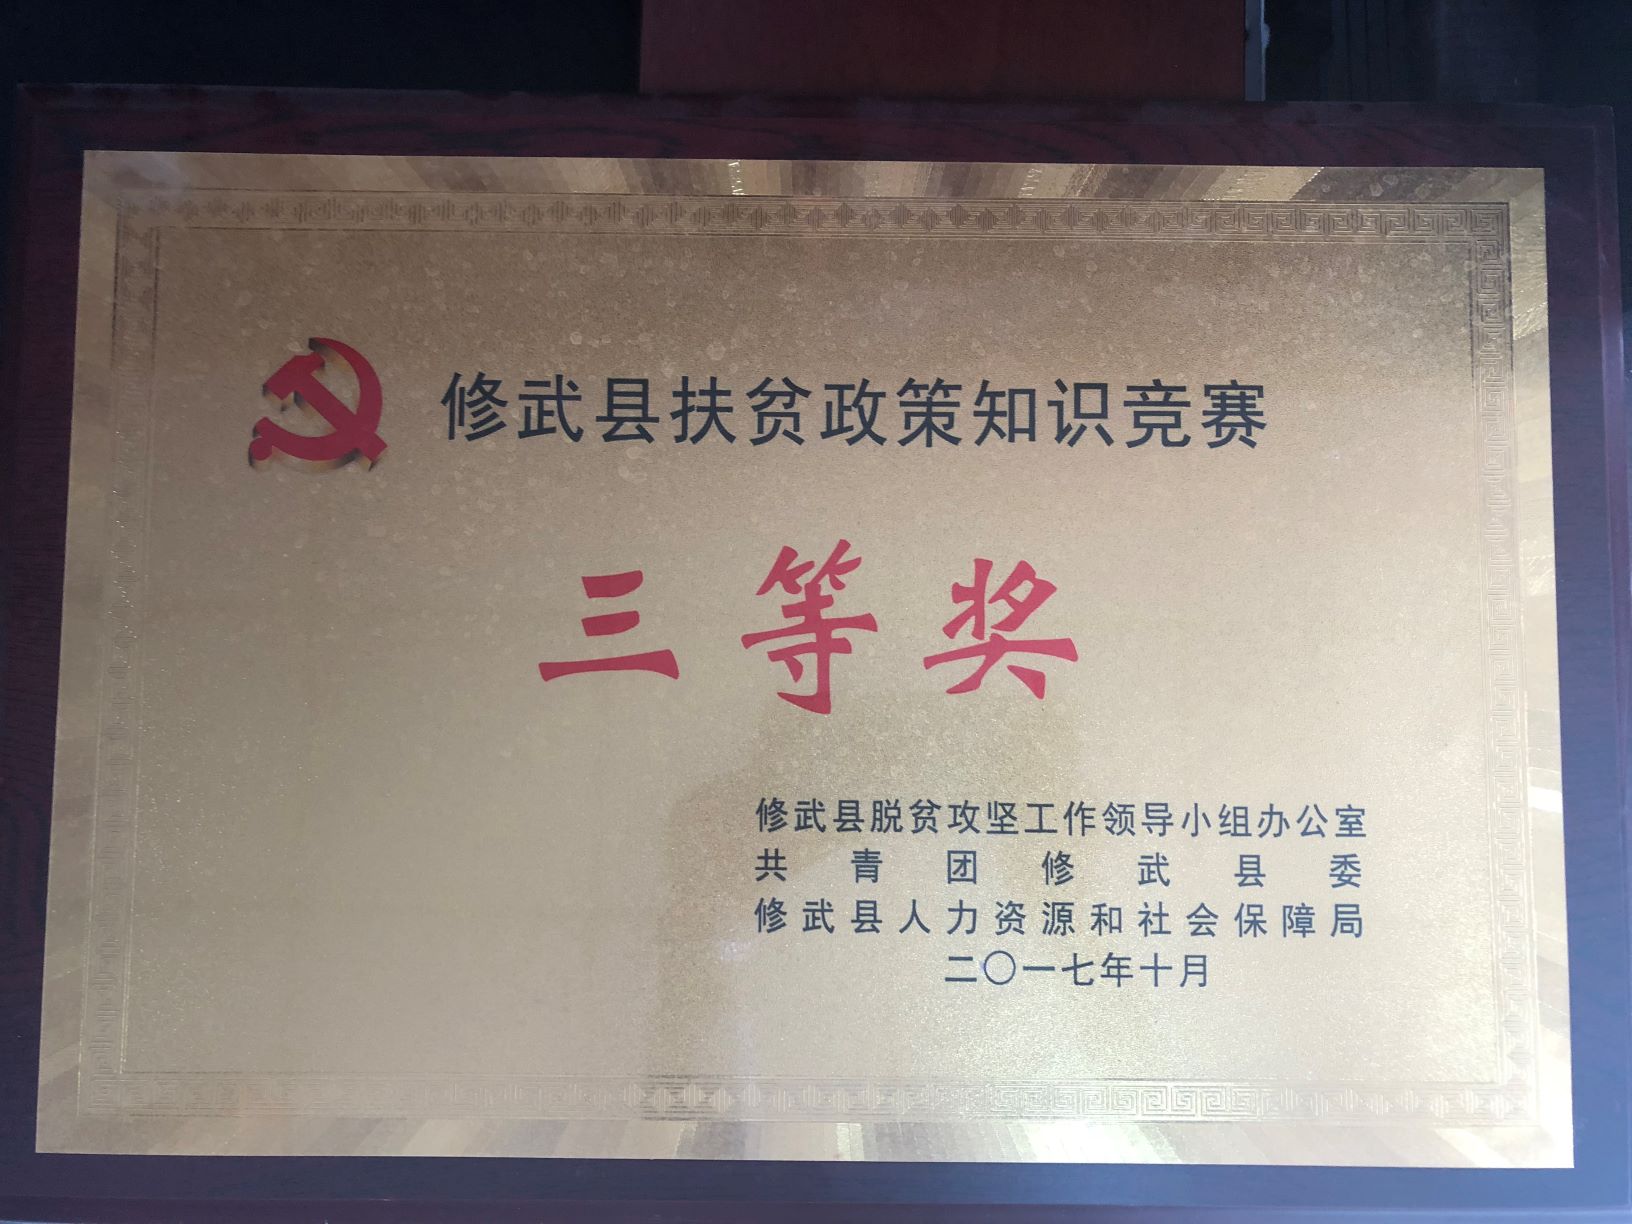 修武县扶贫政策知识竞赛
三等奖
修武县脱贫攻坚工作领导小组办公室
共青团修武县委
修武县人力资源和社会保障局
二〇一七年十月